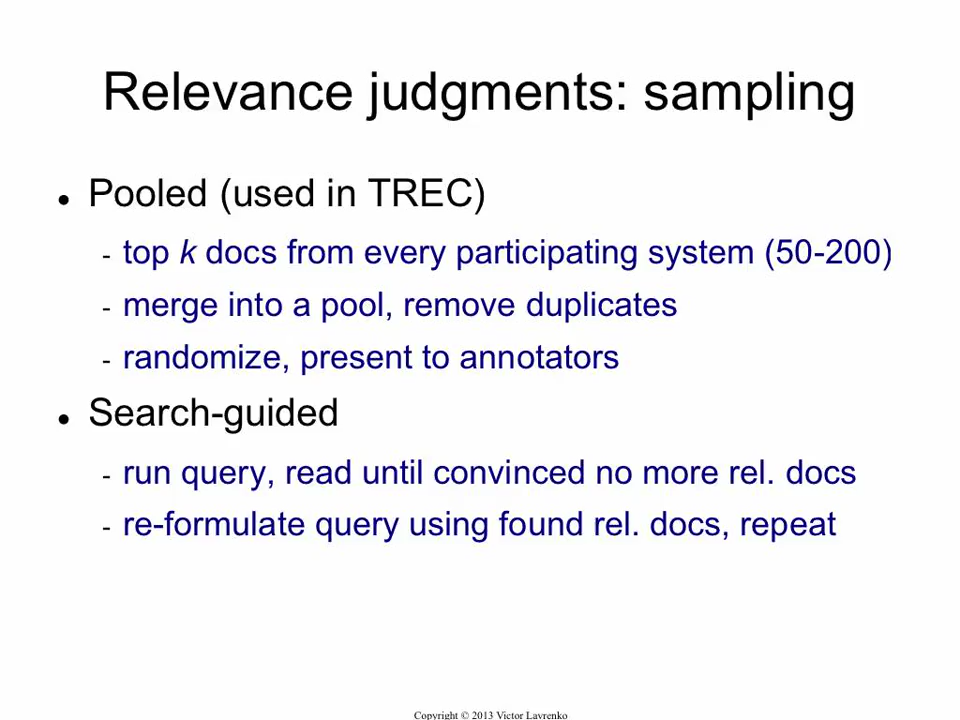 Relevance judgments: sampling
● Pooled (used in TREC)
- top k docs from every participating system (50-200)
- merge into a pool, remove duplicates
- randomize, present to annotators
● Search-guided
- run query, read until convinced no more rel. docs
- re-formulate query using found rel. docs, repeat
Copyright © 2013 Victor Lavrenko